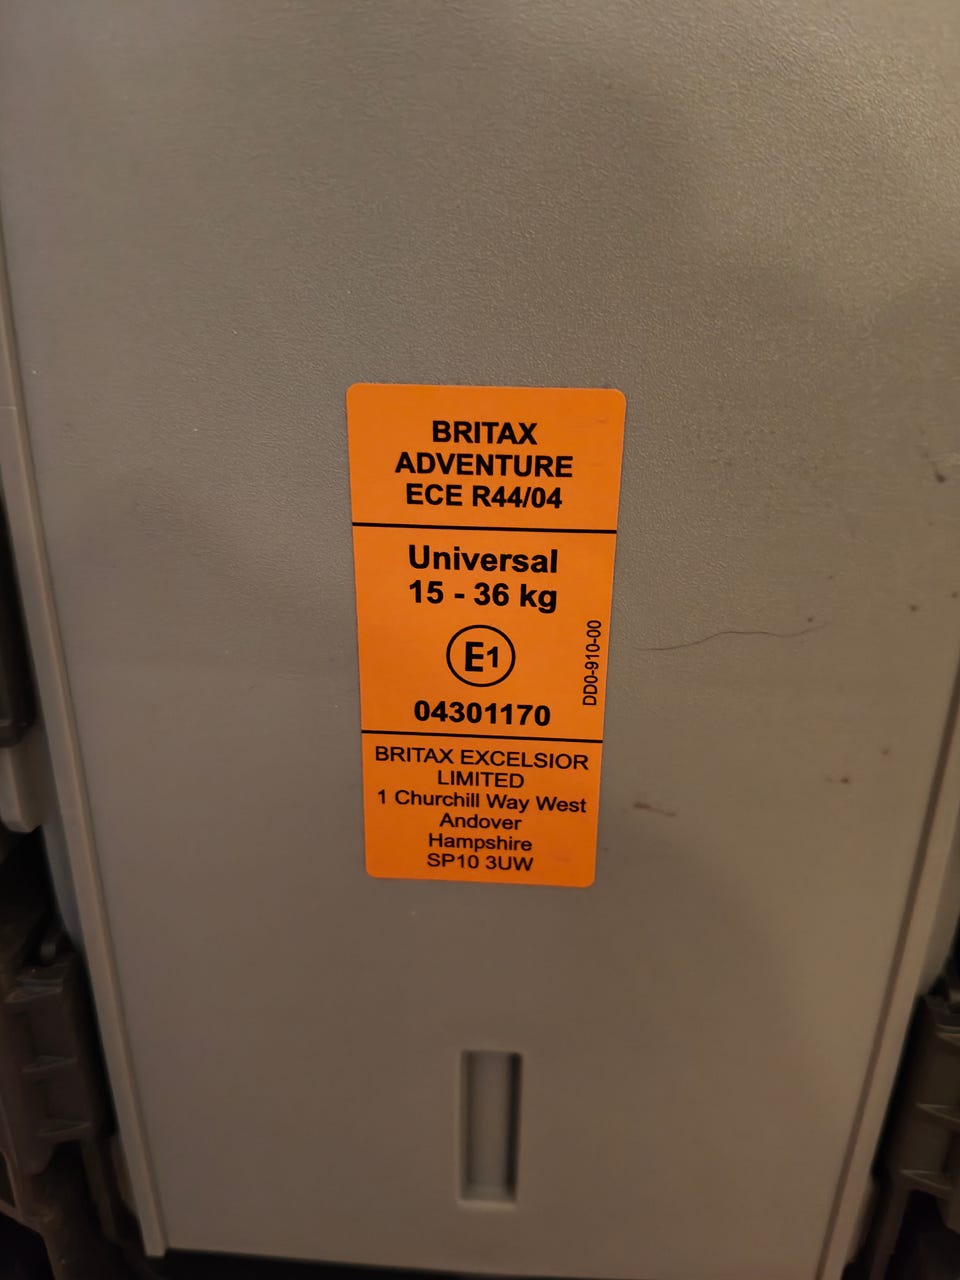 BRITAX
ADVENTURE
ECE R44/04
Universal
15 - 36 kg
E1
04301170
DD0-910-00
BRITAX EXCELSIOR
LIMITED
1 Churchill Way West
Andover
Hampshire
SP10 3UW